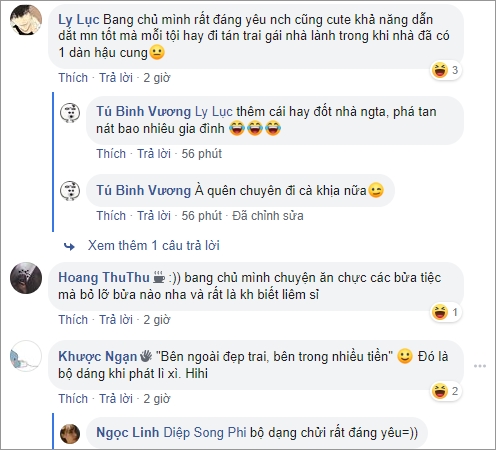 Ly Lục Bang chủ mình rất đáng yêu nch cũng cute khả năng dẫn
dắt mn tốt mà mỗi tội hay đi tán trai gái nhà lành trong khi nhà đã có
1 dàn hậu cung
3
Thích · Trả lời · 2 giờ
Tú Bình Vương Ly Lục thêm cái hay đốt nhà ngta, phá tan
nát bao nhiêu gia đình
Thích · Trả lời · 56 phút
Tú Bình Vương À quên chuyên đi cà khịa nữa
Thích · Trả lời · 56 phút · Đã chỉnh sửa
Xem thêm 1 câu trả lời
Hoang ThuThu :)) bang chủ mình chuyện ăn chực các bửa tiệc
mà bỏ lỡ bửa nào nha và rất là kh biết liêm sỉ
1
Thích · Trả lời · 2 giờ
Khược Ngạn "Bên ngoài đẹp trai, bên trong nhiều tiền" Đó là
bộ dáng khi phát lì xì. Hihi
2
Thích · Trả lời · 2 giờ
Ngọc Linh Diệp Song Phi bộ dạng chửi rất đáng yêu=))